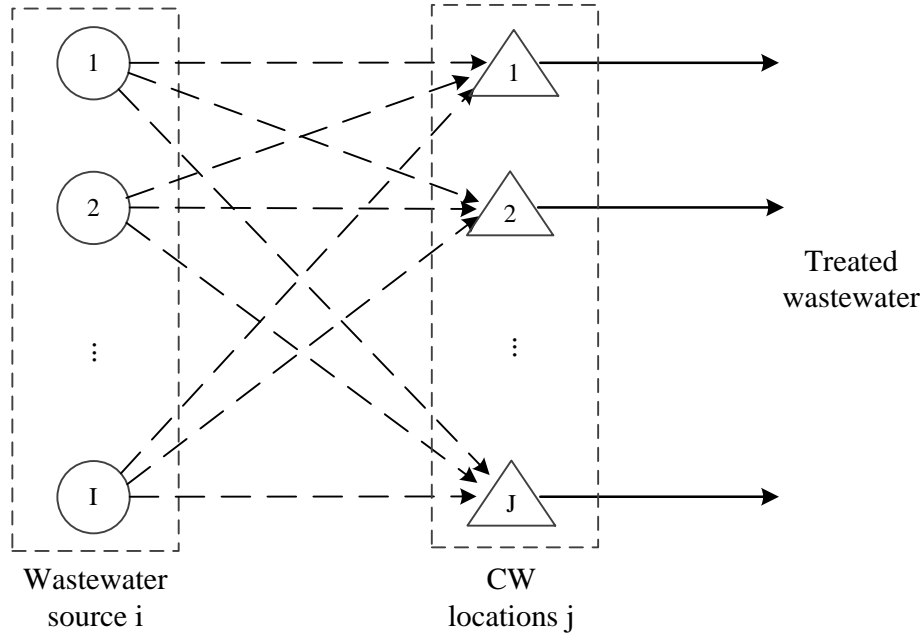 1
1
2
2
Treated
wastewater
...
...
I
J
Wastewater
source i
CW
locations j